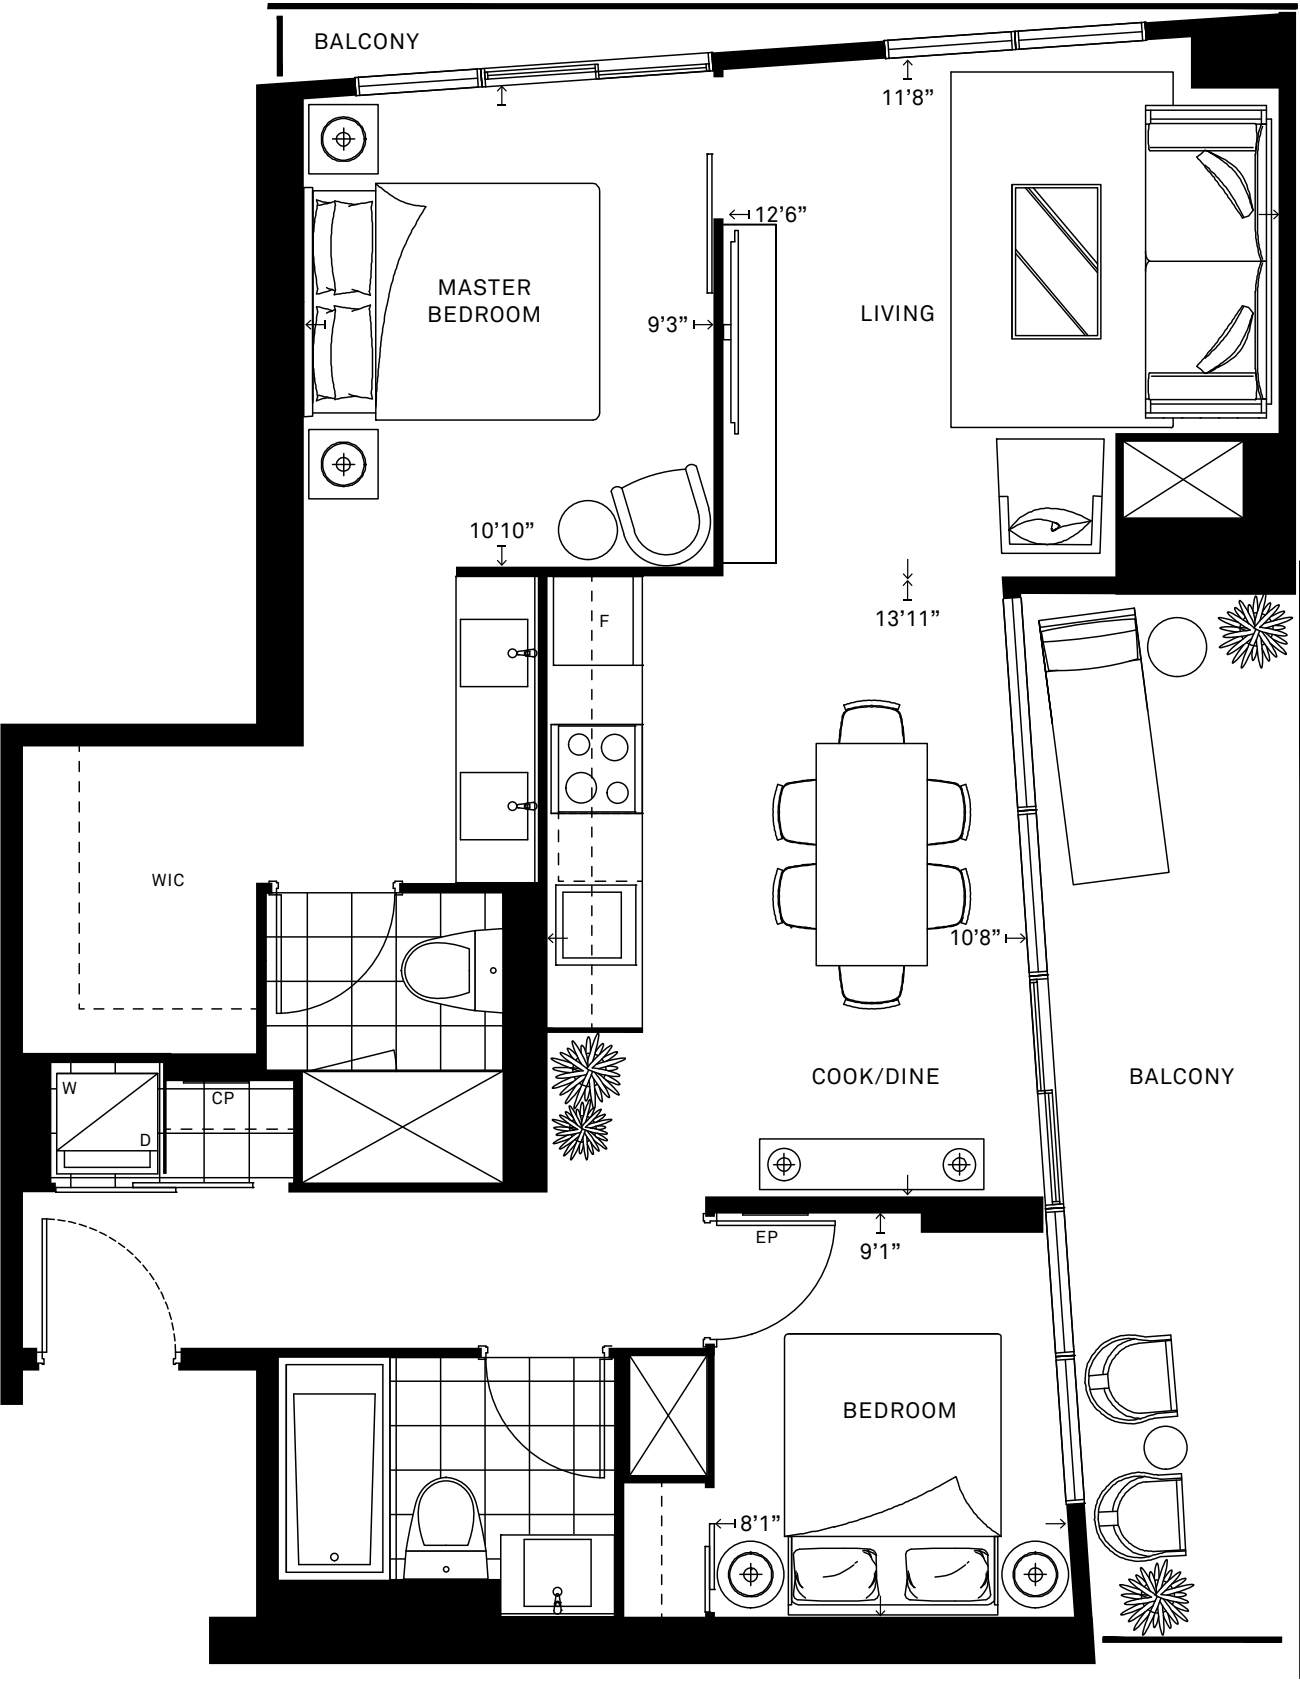 BALCONY
11’8”
12’6”
MASTER
BEDROOM
9’3”
LIVING
10’10”
F
13’11”
WIC
10’8”
W
D
CP
COOK/DINE
BALCONY
EP
9’1”
BEDROOM
8’1”